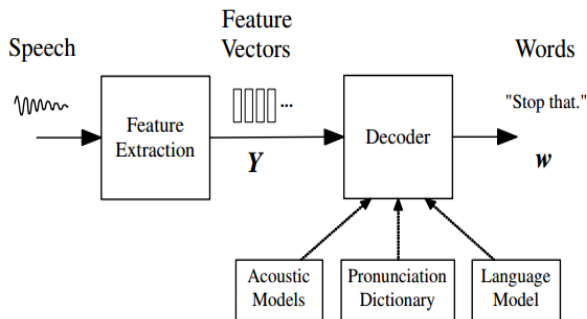 Speech
Feature
Vectors
Words
...
"Stop that."
Feature
Extraction
Y
Decoder
w
Acoustic
Models
Pronunciation
Dictionary
Language
Model